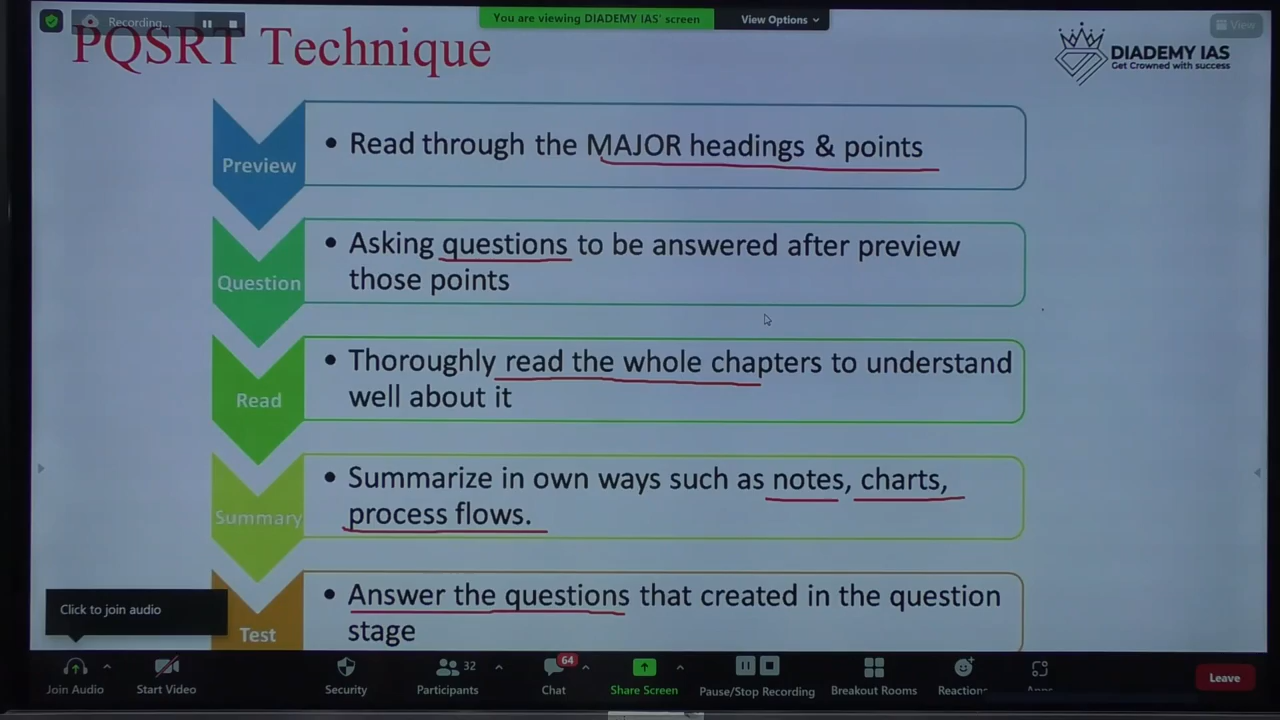 Recording...
You are viewing DIADEMY IAS' screen
View Options
View
PQSRT Technique
DIADEMY IAS
Get Crowned with success
Preview
• Read through the MAJOR headings & points
Question
• Asking questions to be answered after preview
those points
Read
• Thoroughly read the whole chapters to understand
well about it
Summary
• Summarize in own ways such as notes, charts,
process flows.
Test
• Answer the questions that created in the question
stage
Click to join audio
Join Audio
Start Video
Security
32
Participants
64
Chat
Share Screen
Pause/Stop Recording
Breakout Rooms
Reactions
Apps
Leave